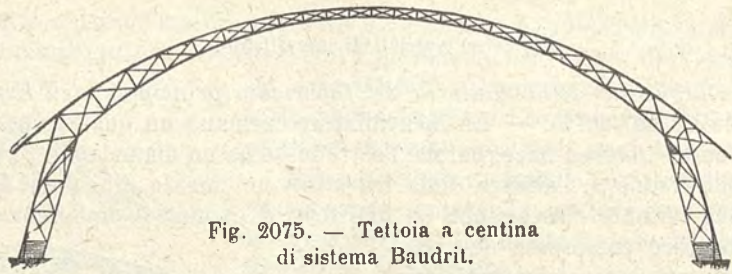 Fig. 2075. — Tettoia a centina
di sistema Baudrit.